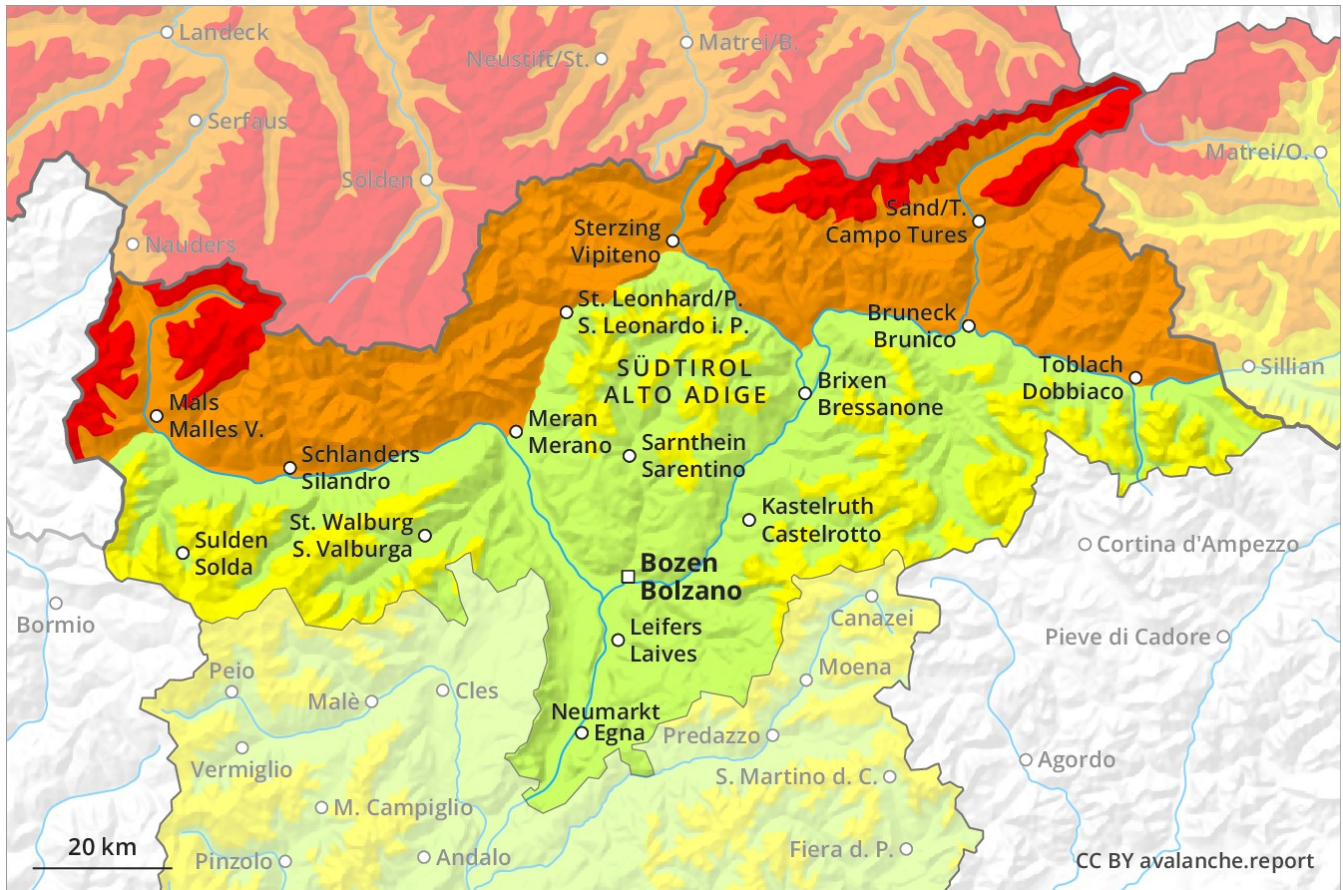 Landeck
Matrei/B.
Neustift/St.
Serfaus
Matrei/O.
Sölden
Nauders
Sand/T.
Campo Tures
Sterzing
Vipiteno
St. Leonhard/P.
S. Leonardo i. P.
Bruneck
Brunico
SÜDTIROL
ALTO ADIGE
Toblach
Dobbiaco
Sillian
Brixen
Bressanone
Mals
Malles V.
Meran
Merano
Sarnthein
Sarentino
Schlanders
Silandro
Kastelruth
Castelrotto
St. Walburg
S. Valburga
Sulden
Solda
Cortina d'Ampezzo
Bozen
Bolzano
Bormio
Canazei
Leifers
Laives
Pieve di Cadore
Peio
Moena
Malè
Cles
Neumarkt
Egna
Predazzo
Vermiglio
Agordo
S. Martino d. C.
M. Campiglio
20 km
Pinzolo
Andalo
Fiera d. P.
CC BY avalanche.report